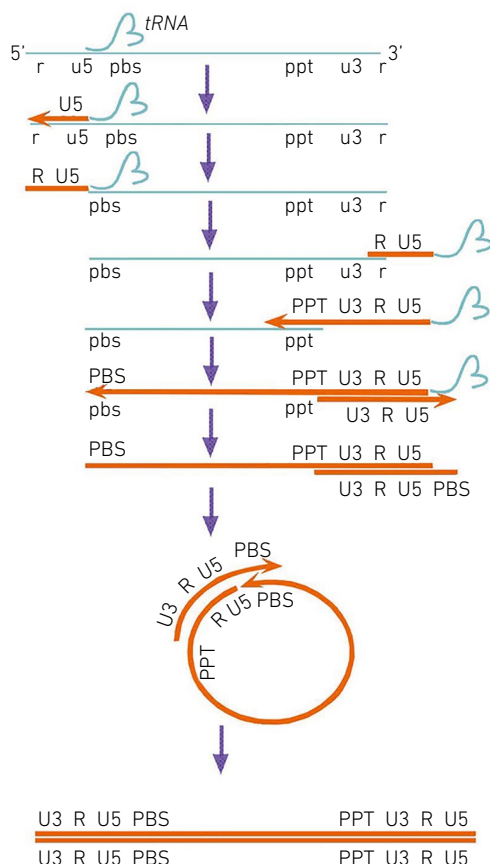 tRNA
5' 3'
r u5 pbs ppt u3 r
U5
r u5 pbs ppt u3 r
R U5
pbs ppt u3 r
R U5
pbs ppt u3 r
PPT U3 R U5
pbs ppt
PBS PPT U3 R U5
pbs ppt U3 R U5
PBS PPT U3 R U5
U3 R U5 PBS
U3 R U5 PBS
R U5 PBS
PPT
U3 R U5 PBS PPT U3 R U5
U3 R U5 PBS PPT U3 R U5